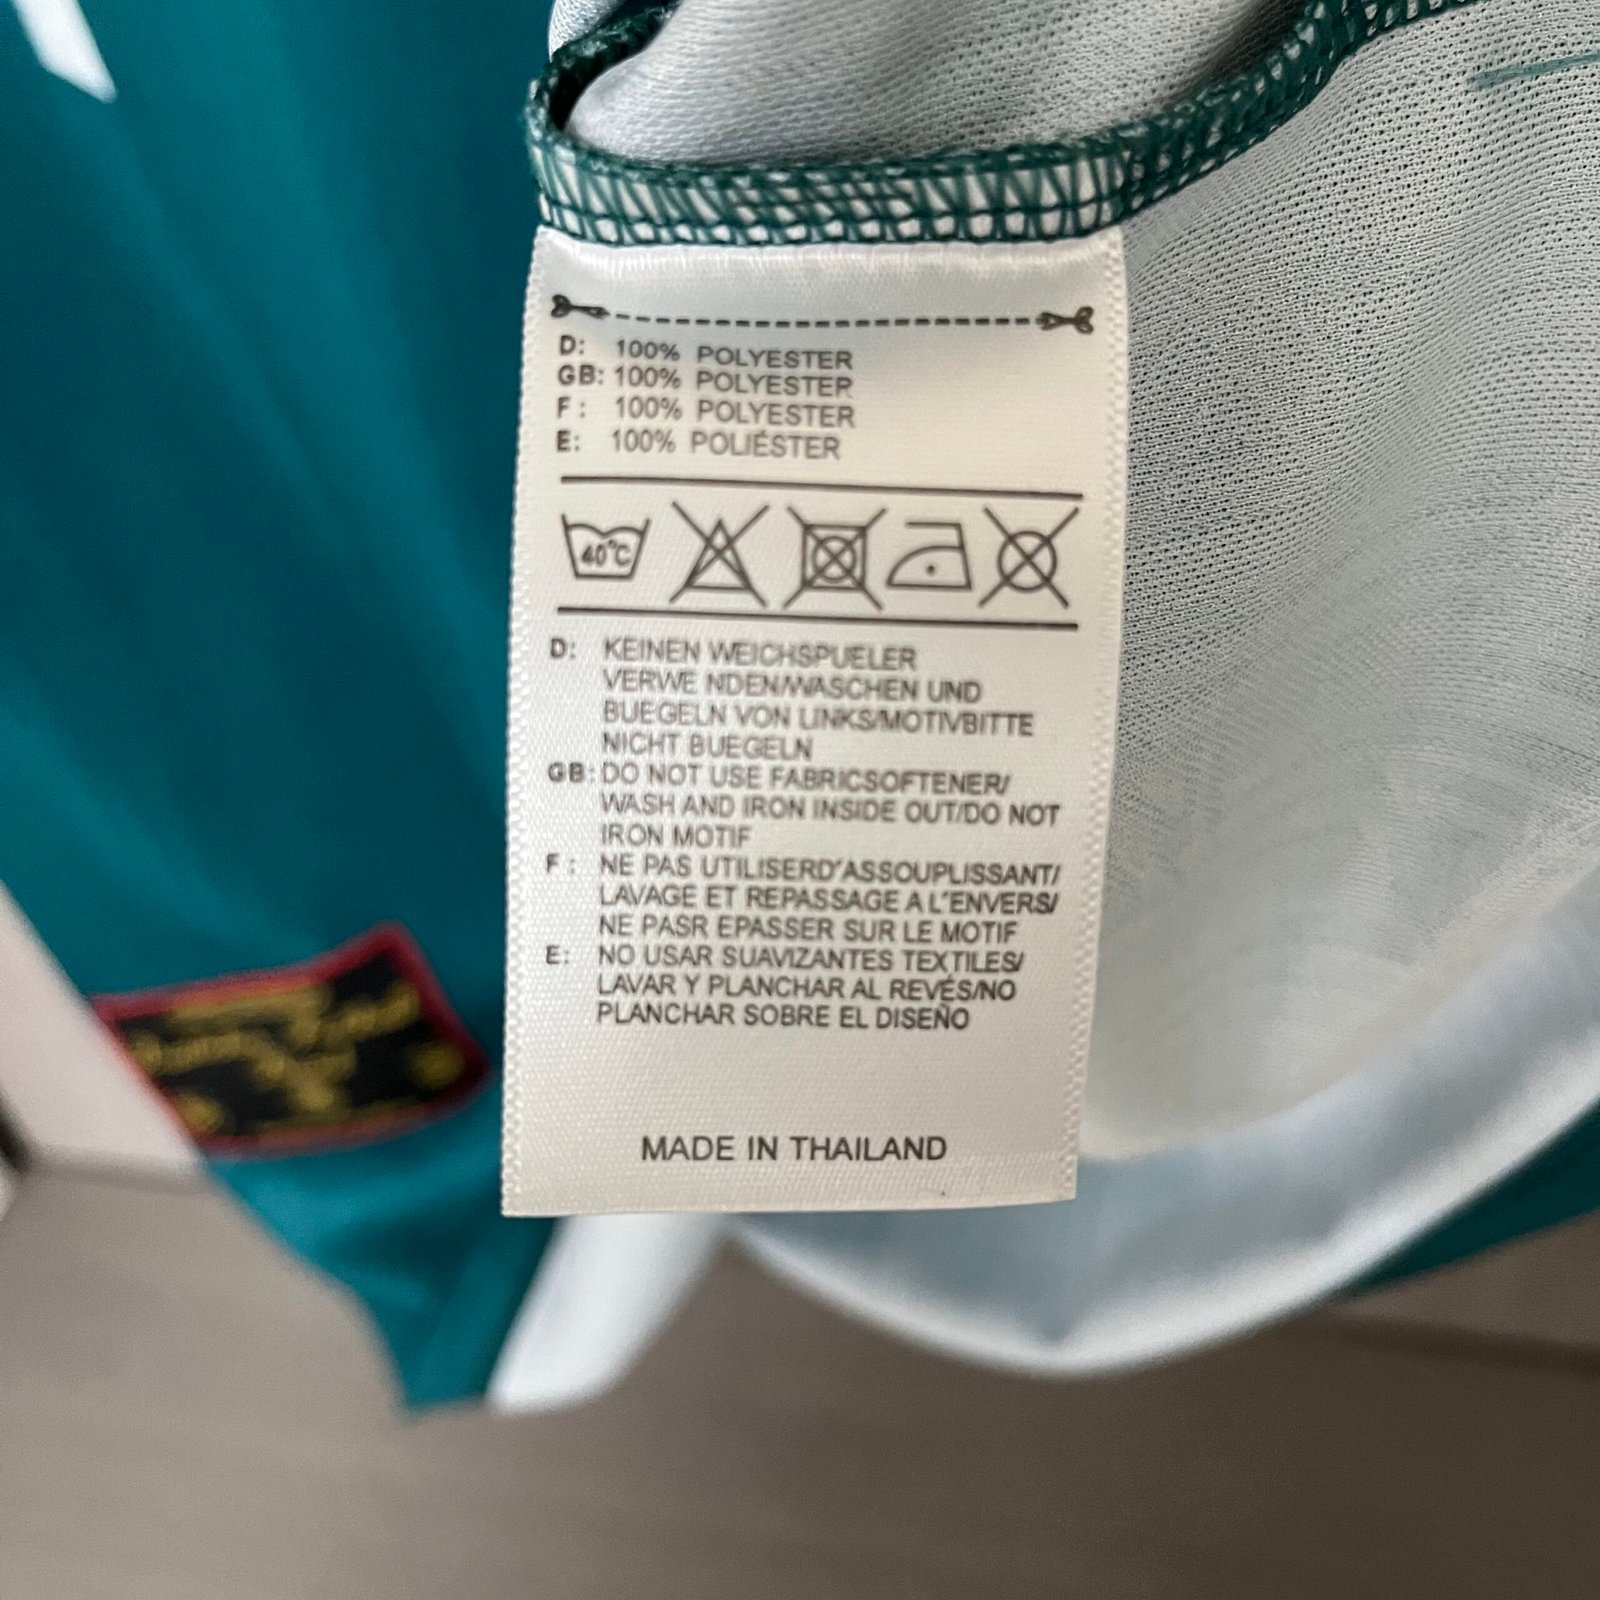 D: 100% POLYESTER
GB: 100% POLYESTER
F: 100% POLYESTER
E: 100% POLIÉSTER
40°C
D: KEINEN WEICHSPUELER
VERWE NDEN/WASCHEN UND
BUEGELN VON LINKS/MOTIV/BITTE
NICHT BUEGELN
GB: DO NOT USE FABRICSOFTENER/
WASH AND IRON INSIDE OUT/DO NOT
IRON MOTIF
F: NE PAS UTILISERD'ASSOUPLISSANT/
LAVAGE ET REPASSAGE A L'ENVERS/
NE PASR EPASSER SUR LE MOTIF
E: NO USAR SUAVIZANTES TEXTILES/
LAVAR Y PLANCHAR AL REVÉS/NO
PLANCHAR SOBRE EL DISEÑO
MADE IN THAILAND